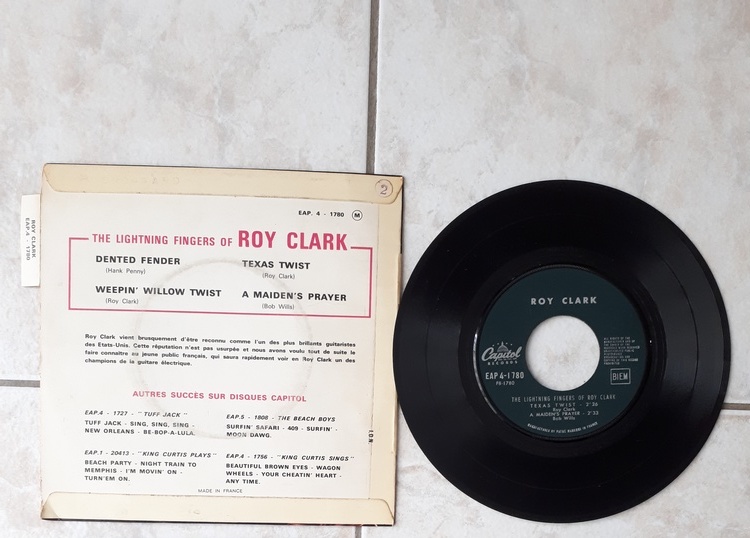 2
EAP. 4 - 1780 M
THE LIGHTNING FINGERS OF ROY CLARK
DENTED FENDER
(Hank Penny)
TEXAS TWIST
(Roy Clark)
WEEPIN' WILLOW TWIST
(Roy Clark)
A MAIDEN'S PRAYER
(Bob Wills)
Roy Clark vient brusquement d'être reconnu comme l'un des plus brillants guitaristes
des Etats-Unis. Cette réputation n'est pas usurpée et nous avons voulu tout de suite le
faire connaître au jeune public français, qui saura rapidement voir en Roy Clark un des
champions de la guitare électrique.
AUTRES SUCCÈS SUR DISQUES CAPITOL
EAP.4 - 1727 - "TUFF JACK"
TUFF JACK - SING, SING, SING -
NEW ORLEANS - BE-BOP-A-LULA.
EAP.5 - 1808 - THE BEACH BOYS
SURFIN' SAFARI - 409 - SURFIN' -
MOON DAWG.
EAP.1 - 20413 - "KING CURTIS PLAYS"
BEACH PARTY - NIGHT TRAIN TO
MEMPHIS - I'M MOVIN' ON -
TURN'EM ON.
EAP.4 - 1756 - "KING CURTIS SINGS"
BEAUTIFUL BROWN EYES - WAGON
WHEELS - YOUR CHEATIN' HEART -
ANY TIME.
MADE IN FRANCE
I.D.N.
ROY CLARK
EAP.4 - 1780
ROY CLARK
Capitol
RECORDS
EAP 4-1780
BIEM
THE LIGHTNING FINGERS OF ROY CLARK
TEXAS TWIST - 2'26
Roy Clark
A MAIDEN'S PRAYER - 2'33
Bob Wills